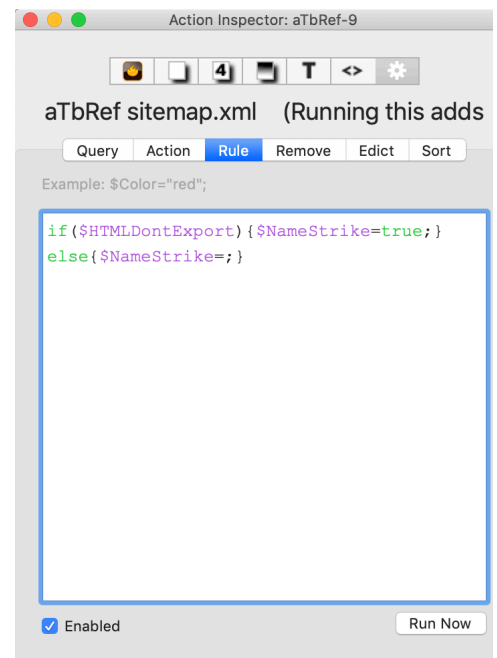 Action Inspector: aTbRef-9
4 T <>
aTbRef sitemap.xml (Running this adds
Query Action Rule Remove Edict Sort
Example: $Color="red";
if($HTMLDontExport){$NameStrike=true;}
else{$NameStrike=;}
Enabled Run Now